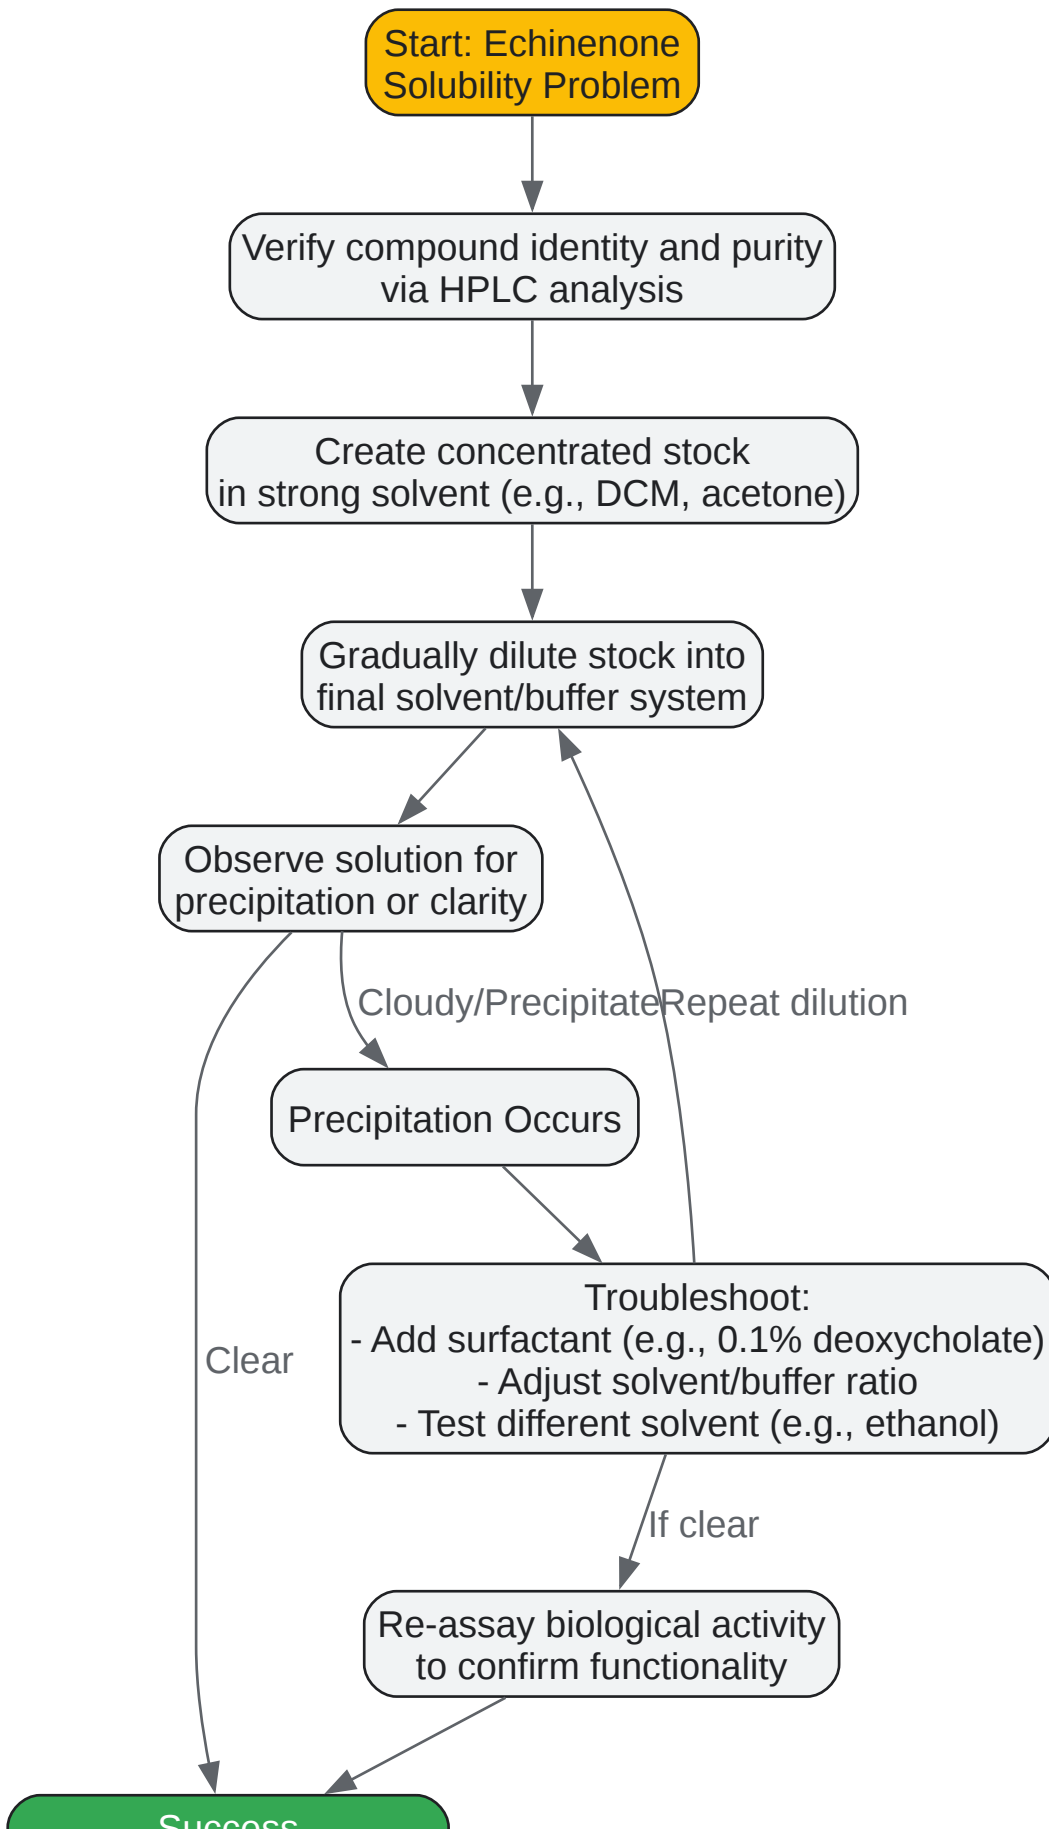 Start: Echinenone
Solubility Problem
Verify compound identity and purity
via HPLC analysis
Create concentrated stock
in strong solvent (e.g., DCM, acetone)
Gradually dilute stock into
final solvent/buffer system
Observe solution for
precipitation or clarity
Cloudy/Precipitate
Repeat dilution
Precipitation Occurs
Troubleshoot:
- Add surfactant (e.g., 0.1% deoxycholate)
- Adjust solvent/buffer ratio
- Test different solvent (e.g., ethanol)
Clear
If clear
Re-assay biological activity
to confirm functionality
Success